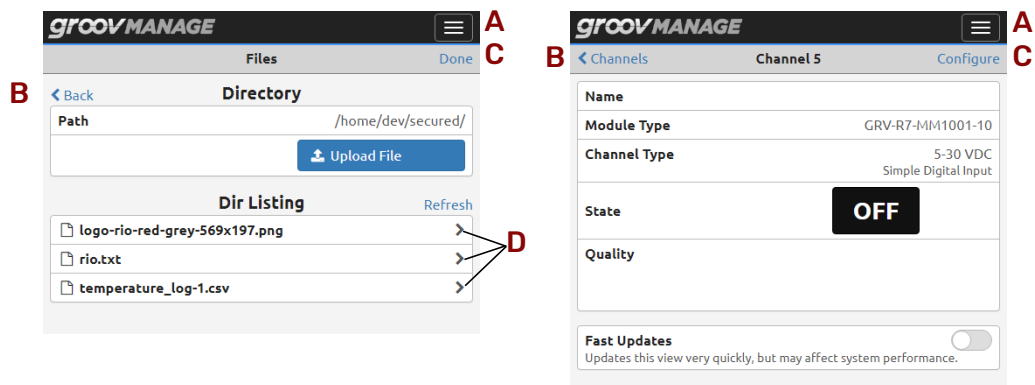 groov MANAGE
A
Files
Done
C
B
Back
Directory
Path
/home/dev/secured/
Upload File
Dir Listing
Refresh
logo-rio-red-grey-569x197.png
rio.txt
D
temperature_log-1.csv
groov MANAGE
A
B
Channels
Channel 5
Configure
C
Name
Module Type
GRV-R7-MM1001-10
Channel Type
5-30 VDC
Simple Digital Input
State
OFF
Quality
Fast Updates
Updates this view very quickly, but may affect system performance.